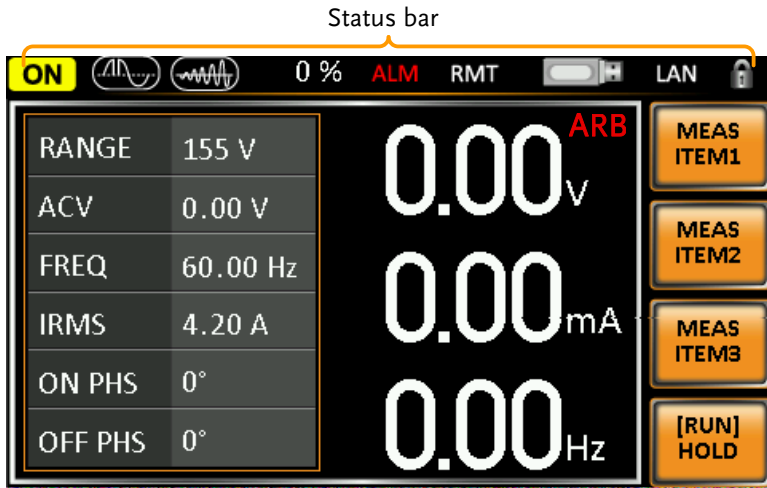 Status bar
ON 0 % ALM RMT LAN
RANGE 155 V
ACV 0.00 V
FREQ 60.00 Hz
IRMS 4.20 A
ON PHS 0°
OFF PHS 0°
ARB
0.00 V
0.00 mA
0.00 Hz
MEAS
ITEM1
MEAS
ITEM2
MEAS
ITEM3
[RUN]
HOLD